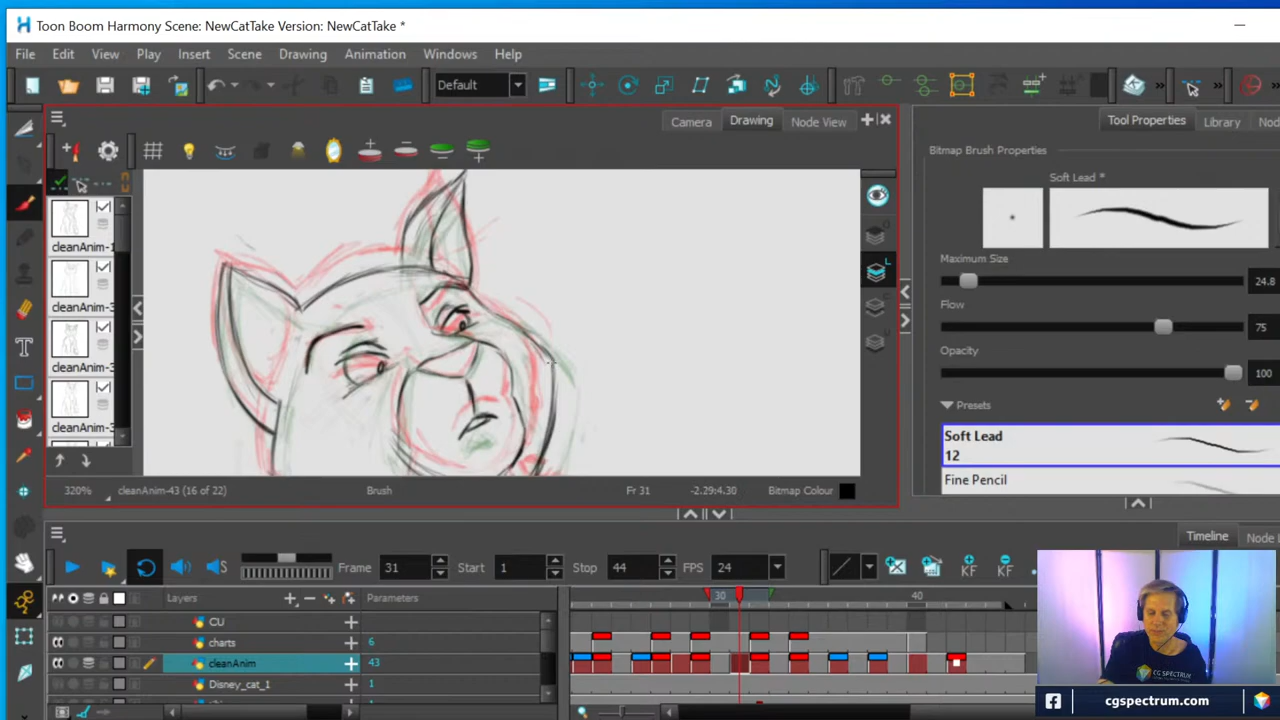 Toon Boom Harmony Scene: NewCatTake Version: NewCatTake *
File Edit View Play Insert Scene Drawing Animation Windows Help
Default
Camera Drawing Node View
Tool Properties Library
Bitmap Brush Properties
Soft Lead *
cleanAnim-1
Maximum Size
24.8
cleanAnim-3
Flow
75
Opacity
100
cleanAnim-3
Presets
cleanAnim-3
Soft Lead
12
Fine Pencil
320% cleanAnim-43 (16 of 22) Brush Fr 31 -2.29:4.30 Bitmap Colour
Timeline
Frame 31 Start 1 Stop 44 FPS 24 KF KF
Layers Parameters 30 40
CU
charts 6
cleanAnim 43
Disney_cat_1 1
CG SPECTRUM
cgspectrum.com